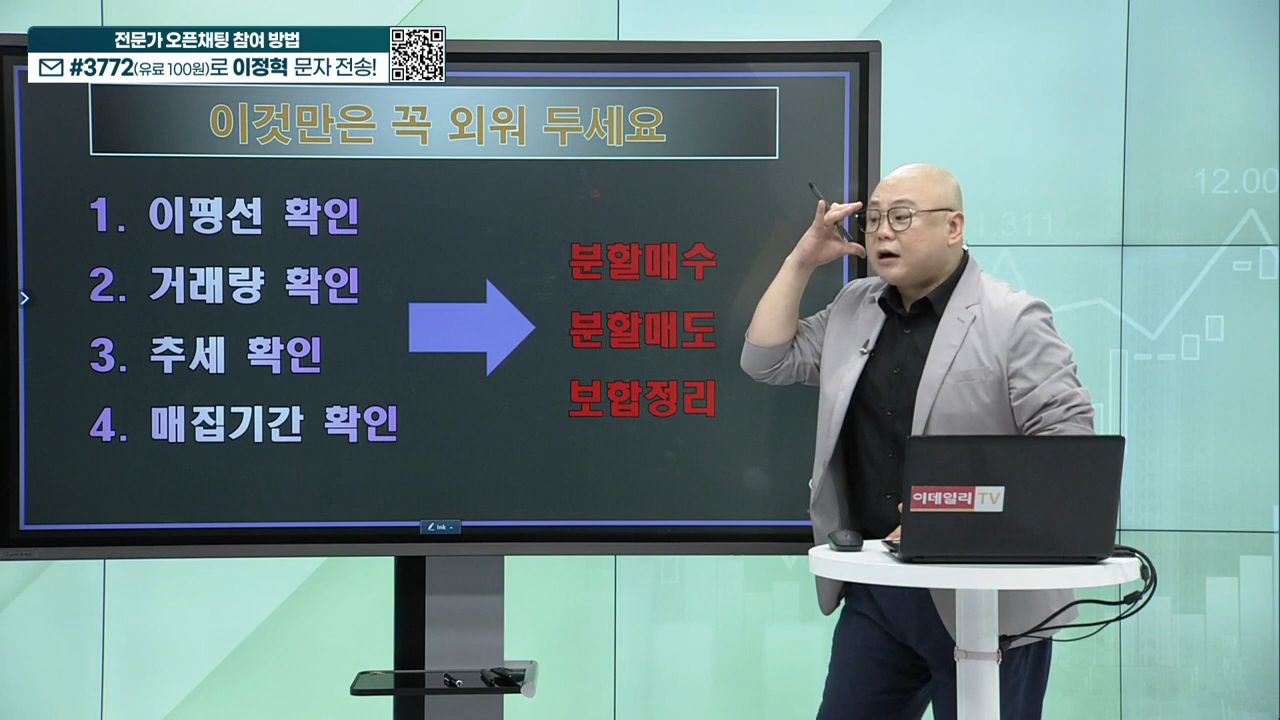 전문가 오픈채팅 참여 방법
#3772(유료 100원)로 이정혁 문자 전송!
이것만은 꼭 외워 두세요
1. 이평선 확인
2. 거래량 확인
3. 추세 확인
4. 매집기간 확인
분할매수
분할매도
보합정리
Ink
이데일리TV
12.00
.311